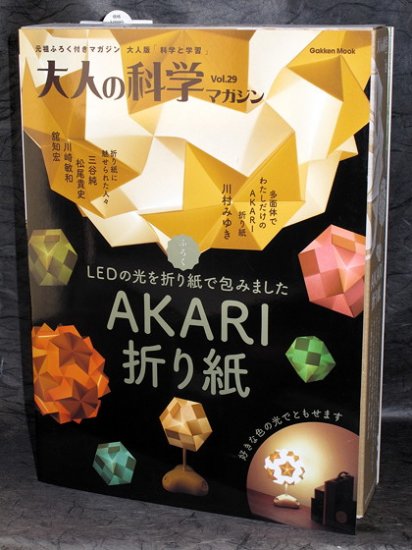 元祖ふろく付きマガジン 大人版「科学と学習」
Gakken Mook
大人の科学
Vol.29
マガジン
多面体で
わたしだけの
AKARI
折り紙
川村みゆき
折り紙に
魅せられた人々
三谷純
松尾貴史
川崎敏和
舘知宏
ふろく
LEDの光を折り紙で包みました
AKARI
折り紙
好きな色の光でともせます